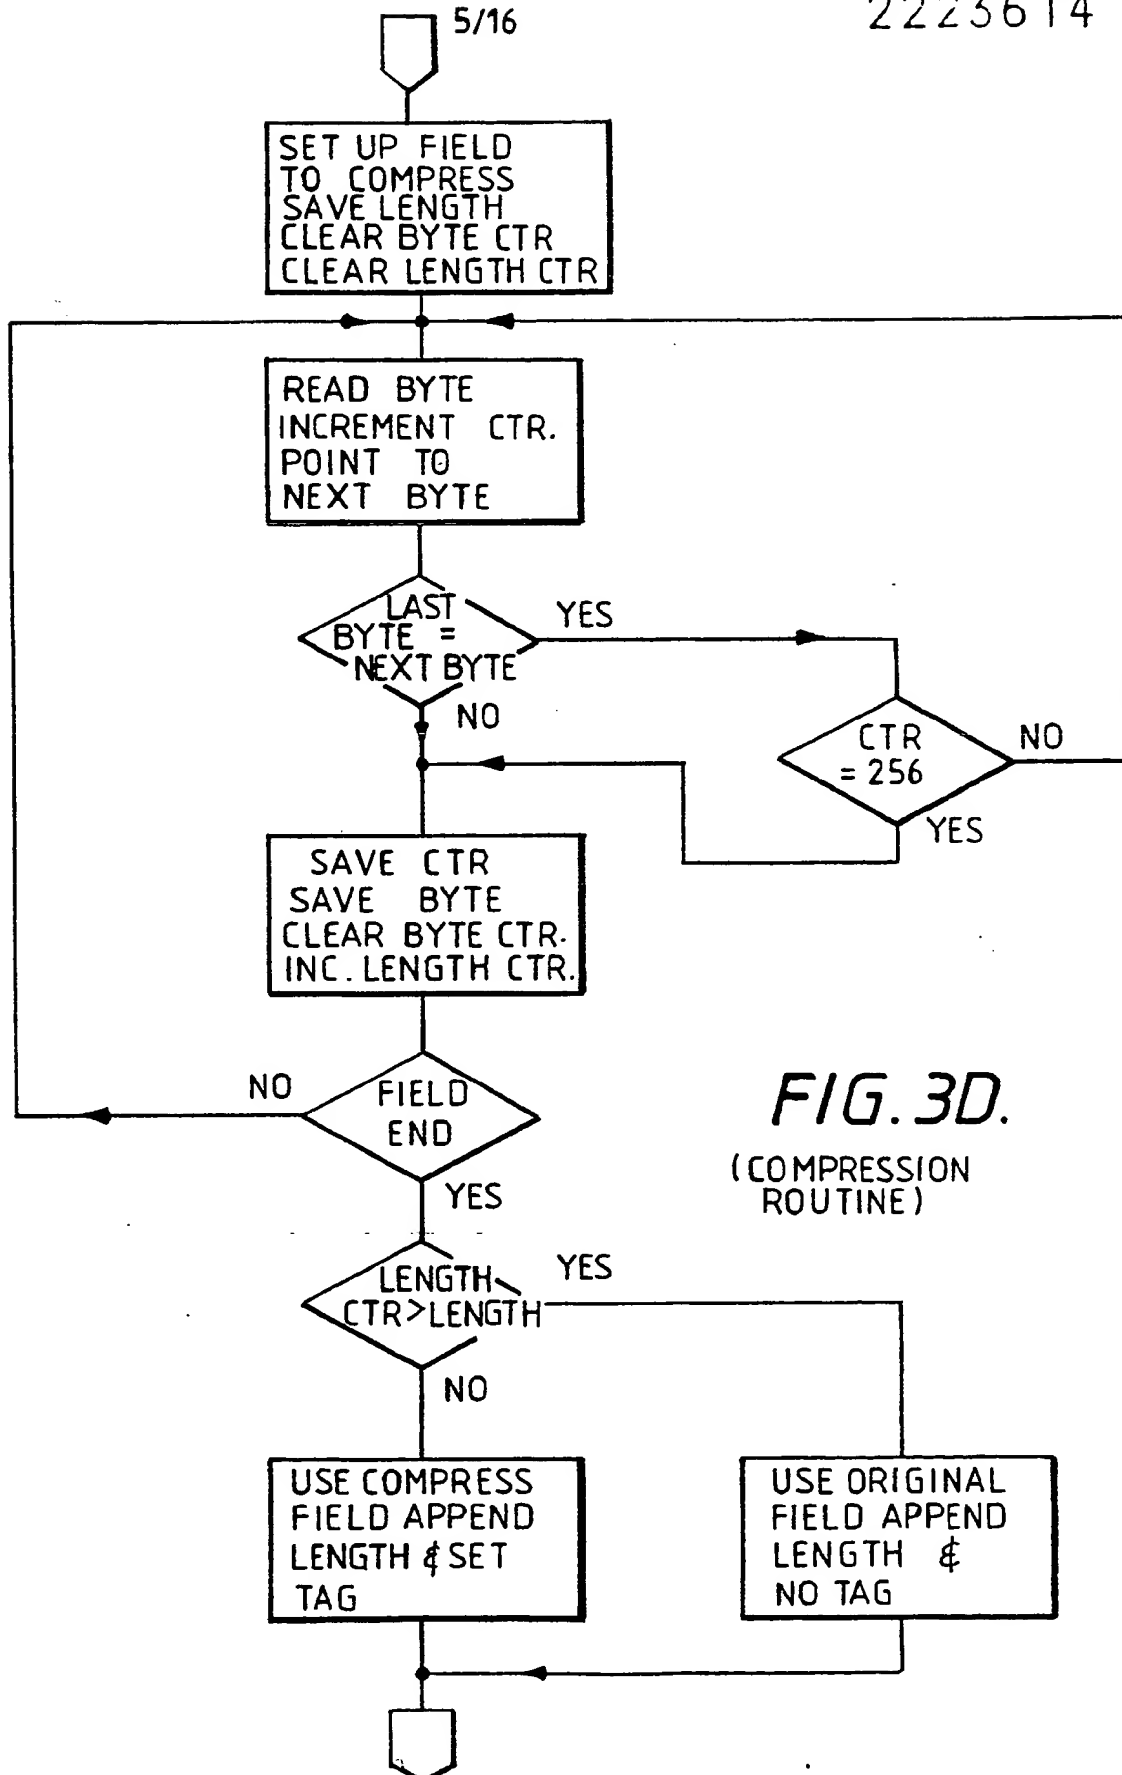 5/16
2223614
SET UP FIELD
TO COMPRESS
SAVE LENGTH
CLEAR BYTE CTR
CLEAR LENGTH CTR
READ BYTE
INCREMENT CTR.
POINT TO
NEXT BYTE
LAST
BYTE =
NEXT BYTE
YES
NO
CTR
= 256
NO
YES
SAVE CTR
SAVE BYTE
CLEAR BYTE CTR.
INC. LENGTH CTR.
FIELD
END
NO
YES
FIG. 3D.
(COMPRESSION
ROUTINE)
LENGTH
CTR>LENGTH
YES
NO
USE COMPRESS
FIELD APPEND
LENGTH & SET
TAG
USE ORIGINAL
FIELD APPEND
LENGTH &
NO TAG